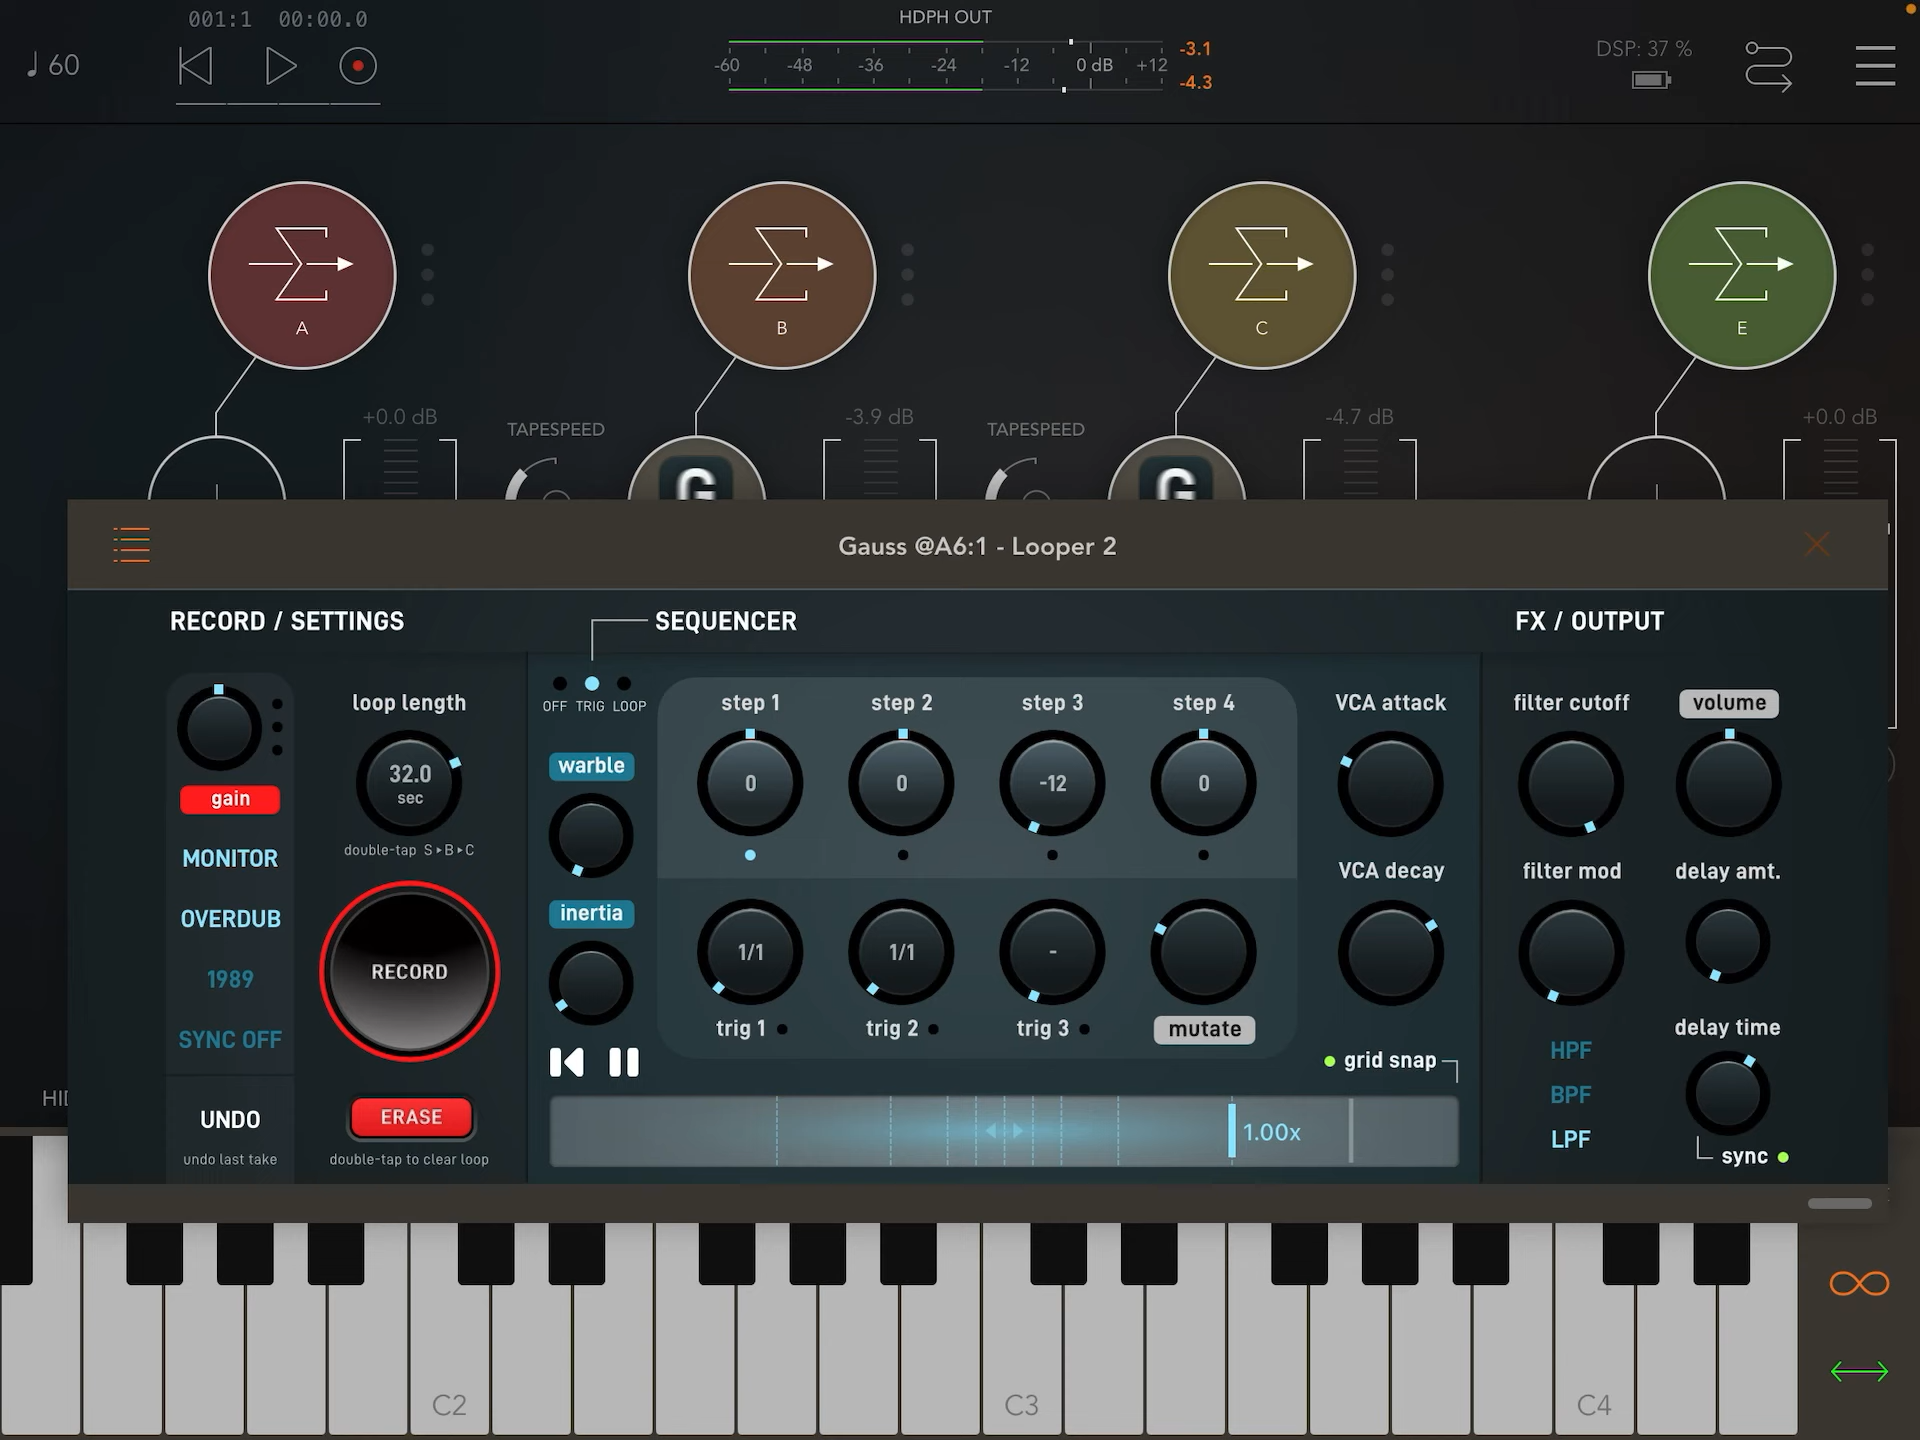 001:1 00:00.0
HDPH OUT
60
-60 -48 -36 -24 -12 0 dB +12
-3.1
-4.3
DSP: 37 %
A
B
C
E
+0.0 dB
TAPESPEED
-3.9 dB
TAPESPEED
-4.7 dB
+0.0 dB
G
G
Gauss @A6:1 - Looper 2
RECORD / SETTINGS
SEQUENCER
FX / OUTPUT
gain
MONITOR
OVERDUB
1989
SYNC OFF
UNDO
undo last take
loop length
32.0
sec
double-tap S▸B▸C
RECORD
ERASE
double-tap to clear loop
OFF TRIG LOOP
warble
inertia
step 1 step 2 step 3 step 4
0 0 -12 0
1/1 1/1 -
trig 1 trig 2 trig 3 mutate
VCA attack
VCA decay
grid snap
1.00x
filter cutoff
volume
filter mod
delay amt.
HPF
BPF
LPF
delay time
sync
HID
C2 C3 C4